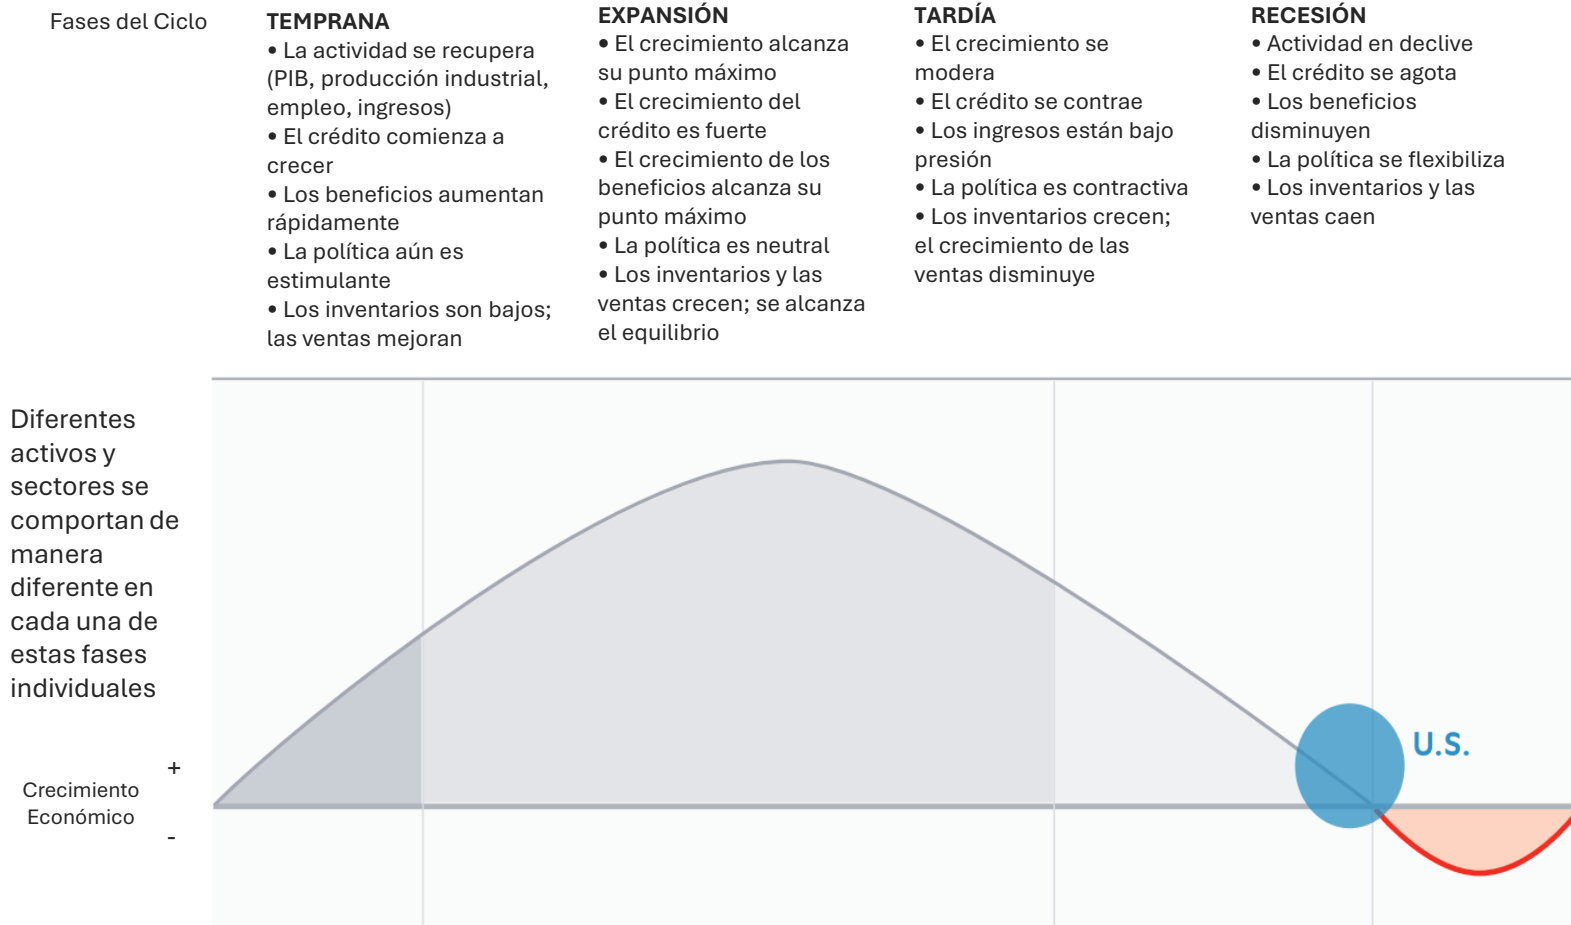 Fases del Ciclo
TEMPRANA
• La actividad se recupera
(PIB, producción industrial,
empleo, ingresos)
• El crédito comienza a
crecer
• Los beneficios aumentan
rápidamente
• La política aún es
estimulante
• Los inventarios son bajos;
las ventas mejoran
EXPANSIÓN
• El crecimiento alcanza
su punto máximo
• El crecimiento del
crédito es fuerte
• El crecimiento de los
beneficios alcanza su
punto máximo
• La política es neutral
• Los inventarios y las
ventas crecen; se alcanza
el equilibrio
TARDÍA
• El crecimiento se
modera
• El crédito se contrae
• Los ingresos están bajo
presión
• La política es contractiva
• Los inventarios crecen;
el crecimiento de las
ventas disminuye
RECESIÓN
• Actividad en declive
• El crédito se agota
• Los beneficios
disminuyen
• La política se flexibiliza
• Los inventarios y las
ventas caen
Diferentes
activos y
sectores se
comportan de
manera
diferente en
cada una de
estas fases
individuales
+
Crecimiento
Económico
-
U.S.